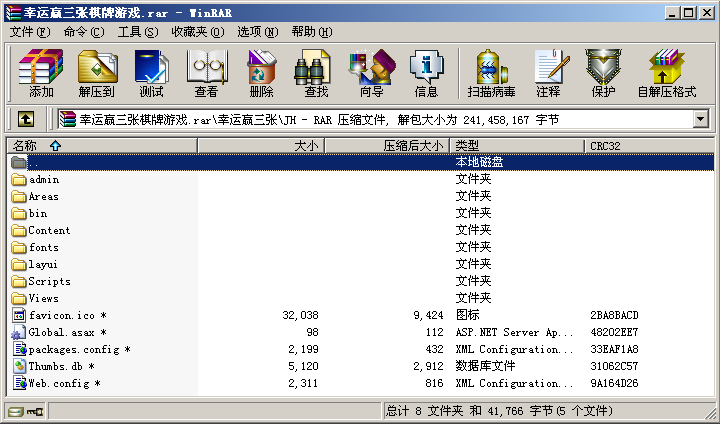 幸运赢三张棋牌游戏.rar - WinRAR
文件(F) 命令(C) 工具(S) 收藏夹(O) 选项(N) 帮助(H)
添加 解压到 测试 查看 删除 查找 向导 信息 扫描病毒 注释 保护 自解压格式
幸运赢三张棋牌游戏.rar\幸运赢三张\JH - RAR 压缩文件, 解包大小为 241,458,167 字节
名称 大小 压缩后大小 类型 CRC32
.. 本地磁盘
admin 文件夹
Areas 文件夹
bin 文件夹
Content 文件夹
fonts 文件夹
layui 文件夹
Scripts 文件夹
Views 文件夹
favicon.ico * 32,038 9,424 图标 2BA8BACD
Global.asax * 98 112 ASP.NET Server Ap... 48202EE7
packages.config * 2,199 432 XML Configuration... 33EAF1A8
Thumbs.db * 5,120 2,912 数据库文件 31062C57
Web.config * 2,311 816 XML Configuration... 9A164D26
总计 8 文件夹 和 41,766 字节(5 个文件)